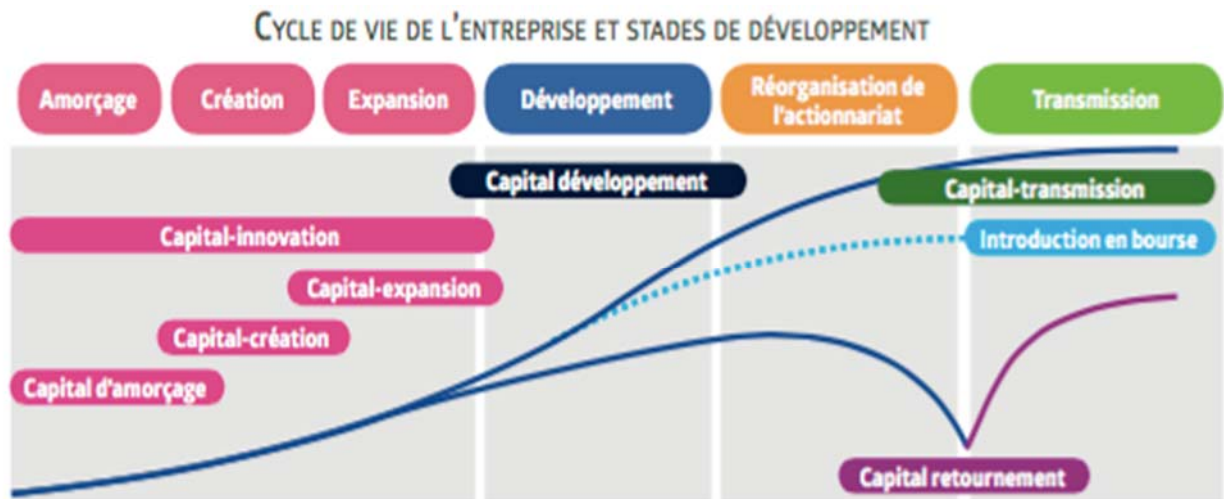 CYCLE DE VIE DE L'ENTREPRISE ET STADES DE DÉVELOPPEMENT
Amorçage
Création
Expansion
Développement
Réorganisation de
l'actionnariat
Transmission
Capital développement
Capital-transmission
Capital-innovation
Introduction en bourse
Capital-expansion
Capital-création
Capital d'amorçage
Capital retournement